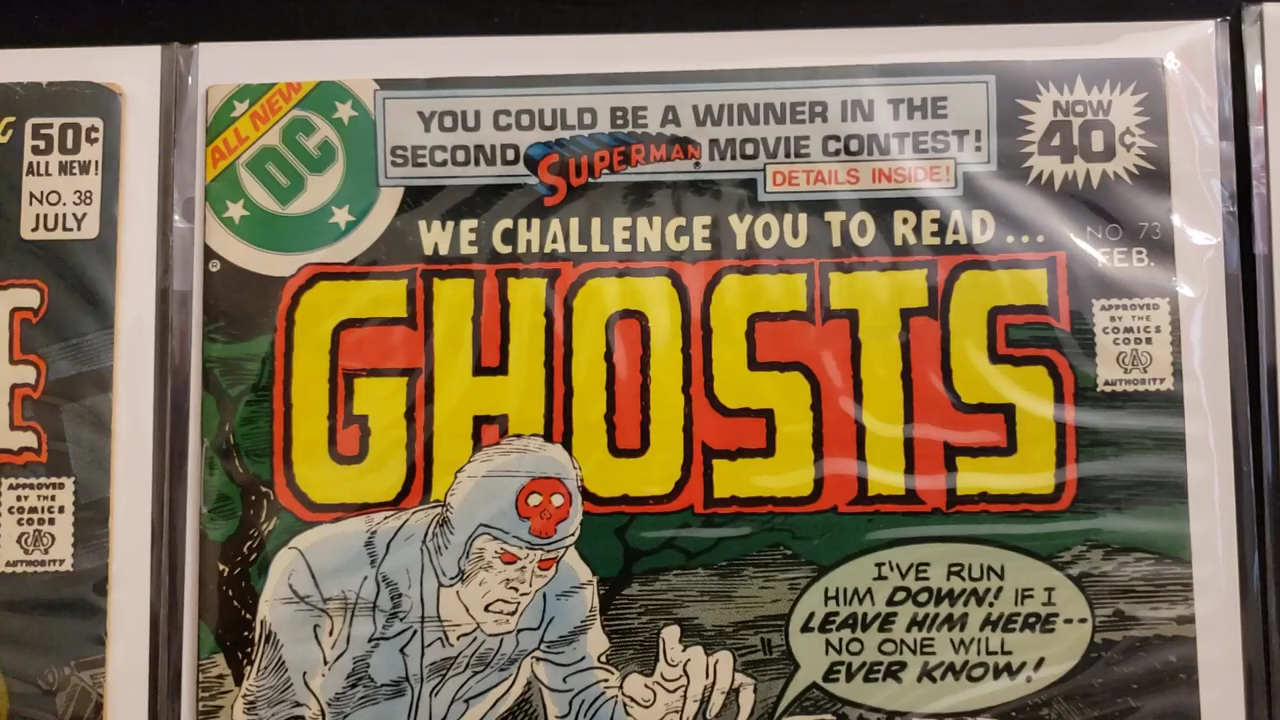 50¢
ALL NEW!
NO. 38
JULY
APPROVED
BY THE
COMICS
CODE
AUTHORITY
ALL NEW
DC
YOU COULD BE A WINNER IN THE
SECOND SUPERMAN® MOVIE CONTEST!
DETAILS INSIDE!
NOW
40¢
WE CHALLENGE YOU TO READ...
NO 73
FEB.
®
GHOSTS
APPROVED
BY THE
COMICS
CODE
AUTHORITY
I'VE RUN
HIM DOWN! IF I
LEAVE HIM HERE--
NO ONE WILL
EVER KNOW!